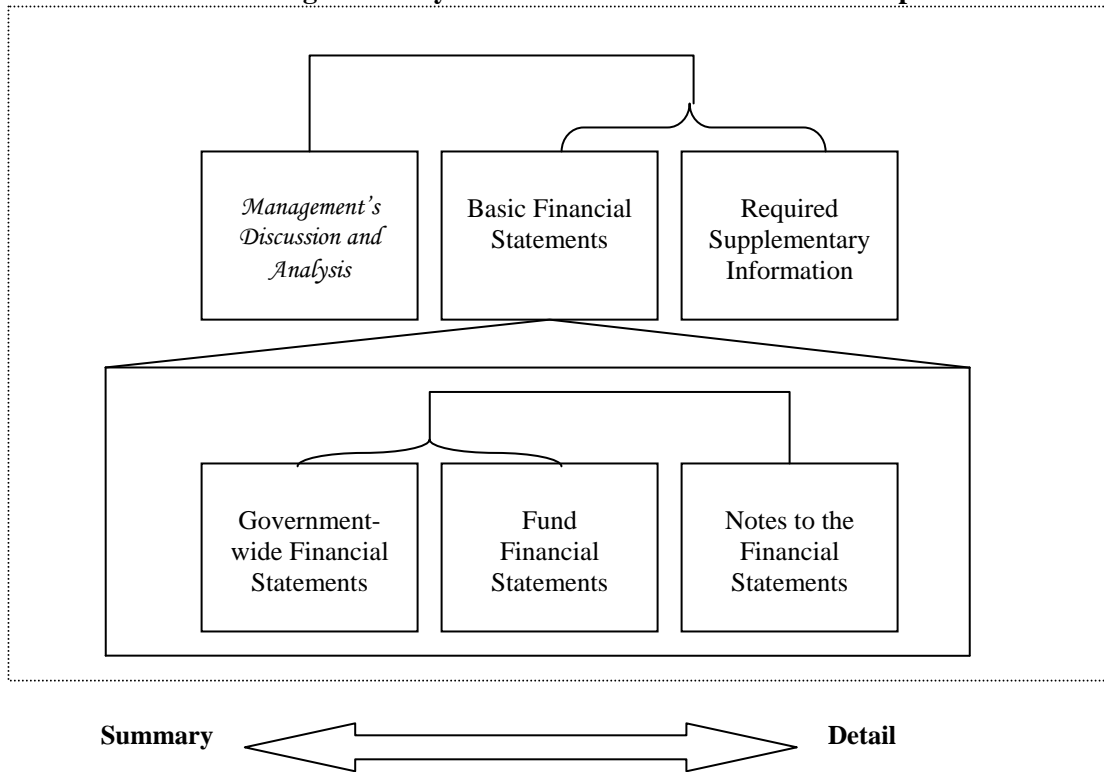 Management's
Discussion and
Analysis
Basic Financial
Statements
Required
Supplementary
Information
Government-
wide Financial
Statements
Fund
Financial
Statements
Notes to the
Financial
Statements
Summary
Detail